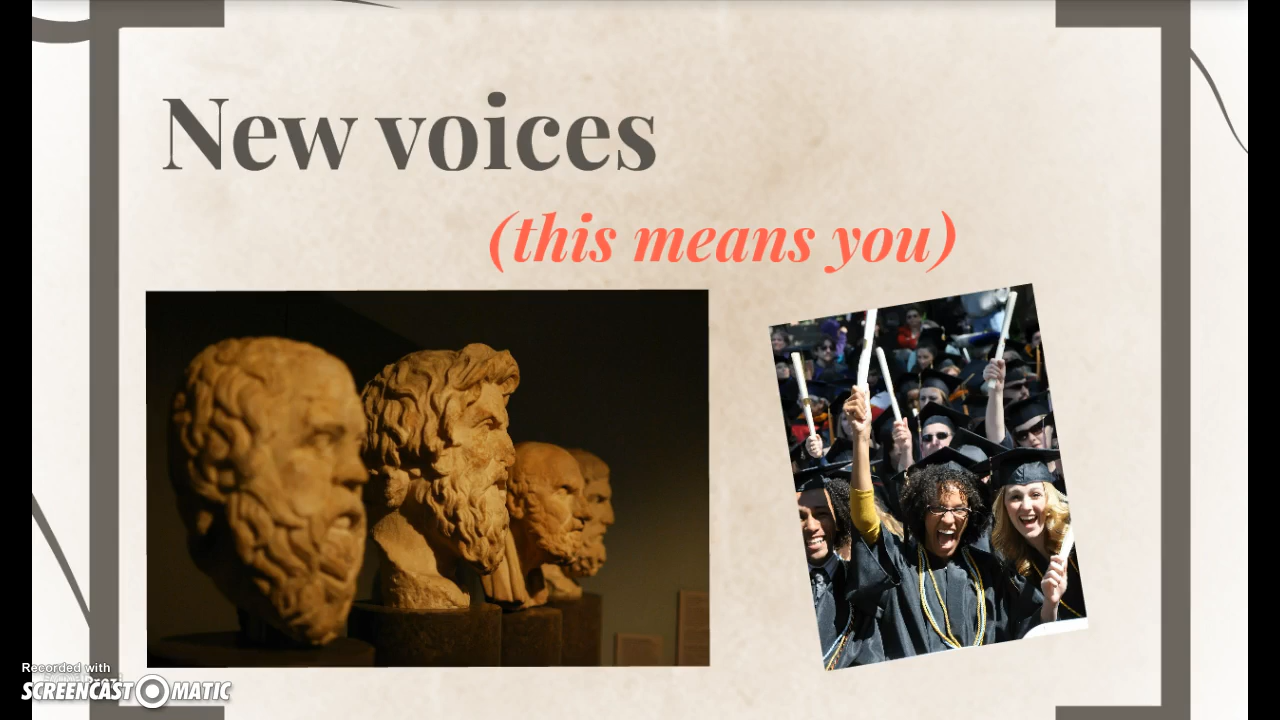 New voices
(this means you)
Recorded with
SCREENCAST O MATIC